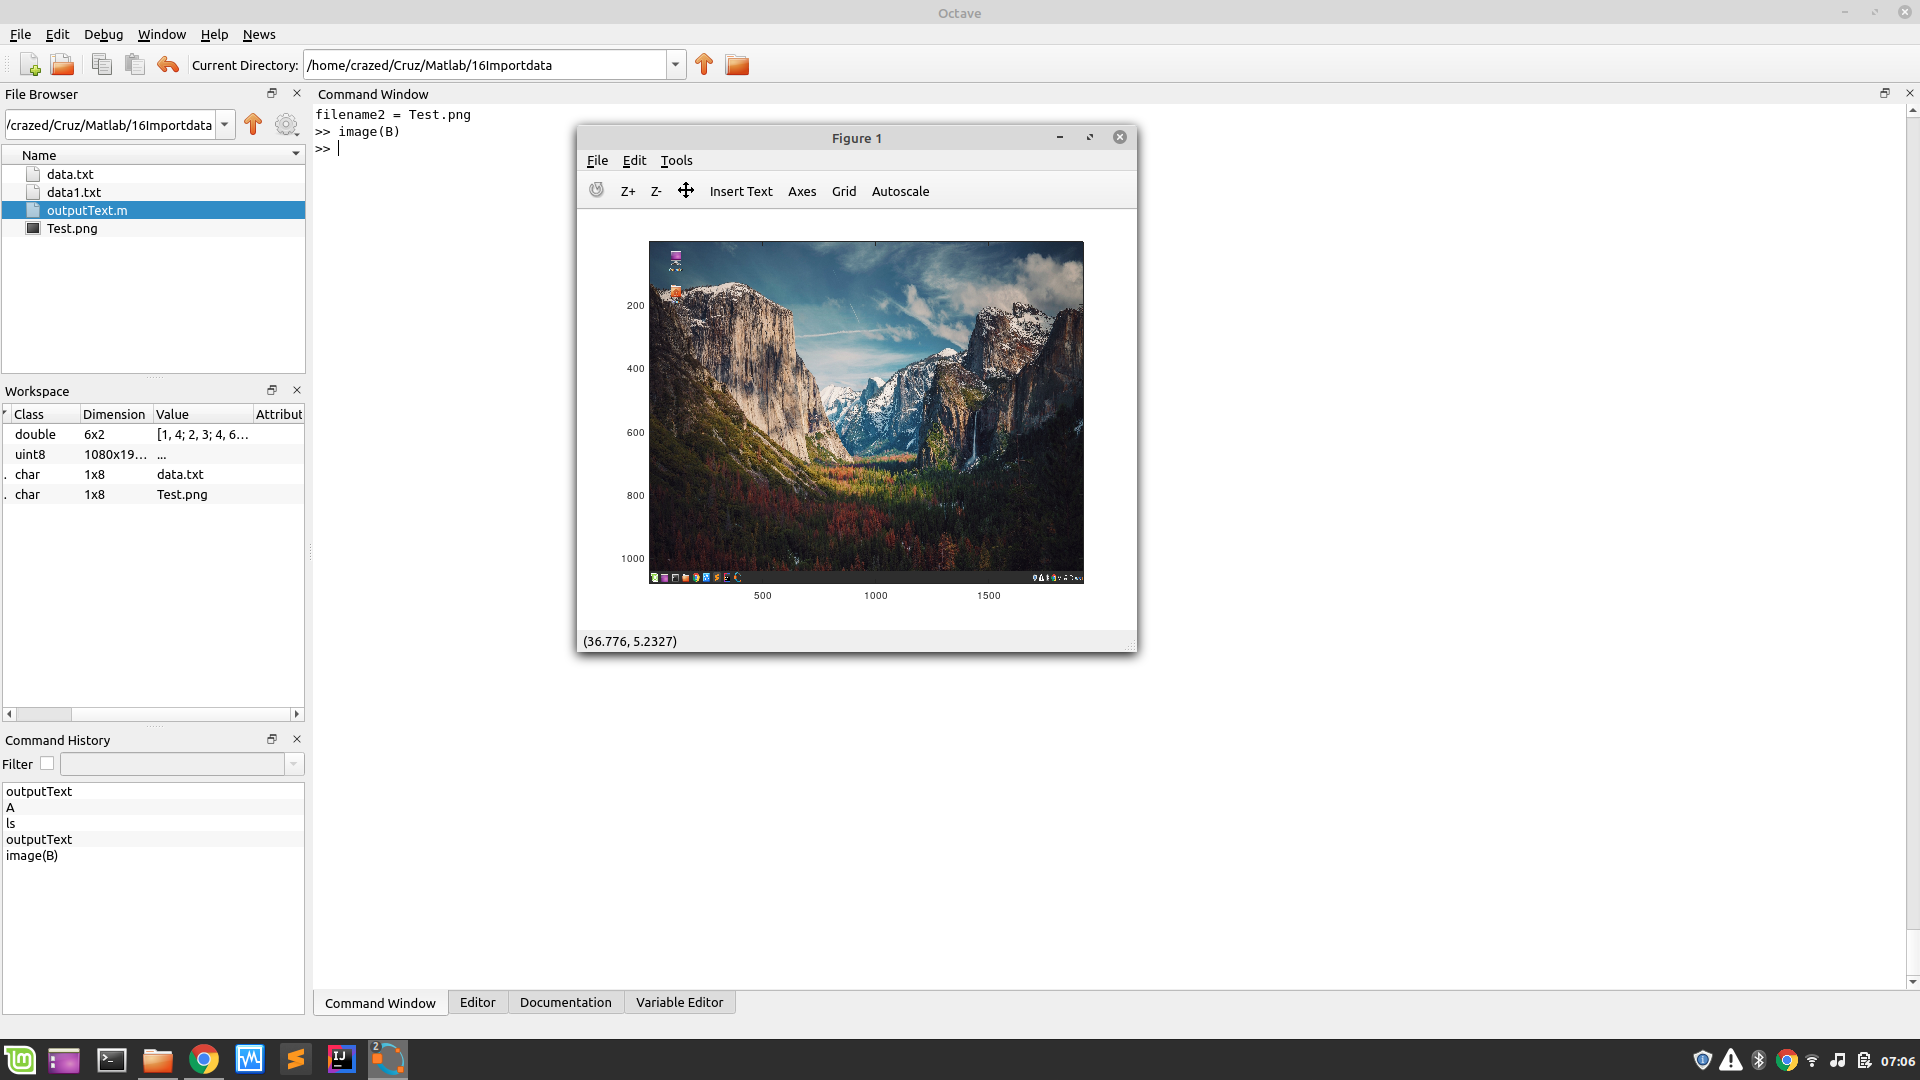 Octave
File Edit Debug Window Help News
Current Directory: /home/crazed/Cruz/Matlab/16Importdata
File Browser
/crazed/Cruz/Matlab/16Importdata
Name
data.txt
data1.txt
outputText.m
Test.png
Workspace
Class Dimension Value Attribut
double 6x2 [1, 4; 2, 3; 4, 6...
uint8 1080x19... ...
char 1x8 data.txt
char 1x8 Test.png
Command History
Filter
outputText
A
ls
outputText
image(B)
Command Window
filename2 = Test.png
>> image(B)
>>
Figure 1
File Edit Tools
Z+ Z- Insert Text Axes Grid Autoscale
200
400
600
800
1000
500 1000 1500
(36.776, 5.2327)
Command Window Editor Documentation Variable Editor
>_
IJ
2
07:06